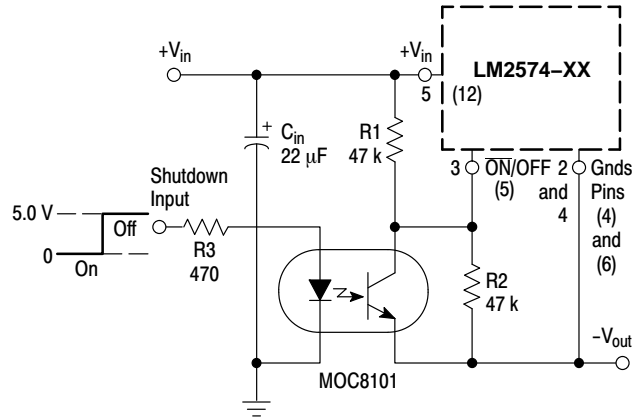 +Vin
+Vin
LM2574–XX
5
(12)
Cin
22 μF
+
R1
47 k
3
ON/OFF
(5)
2
and
4
Gnds
Pins
(4)
and
(6)
Shutdown
Input
5.0 V
Off
0
On
R3
470
R2
47 k
–Vout
MOC8101